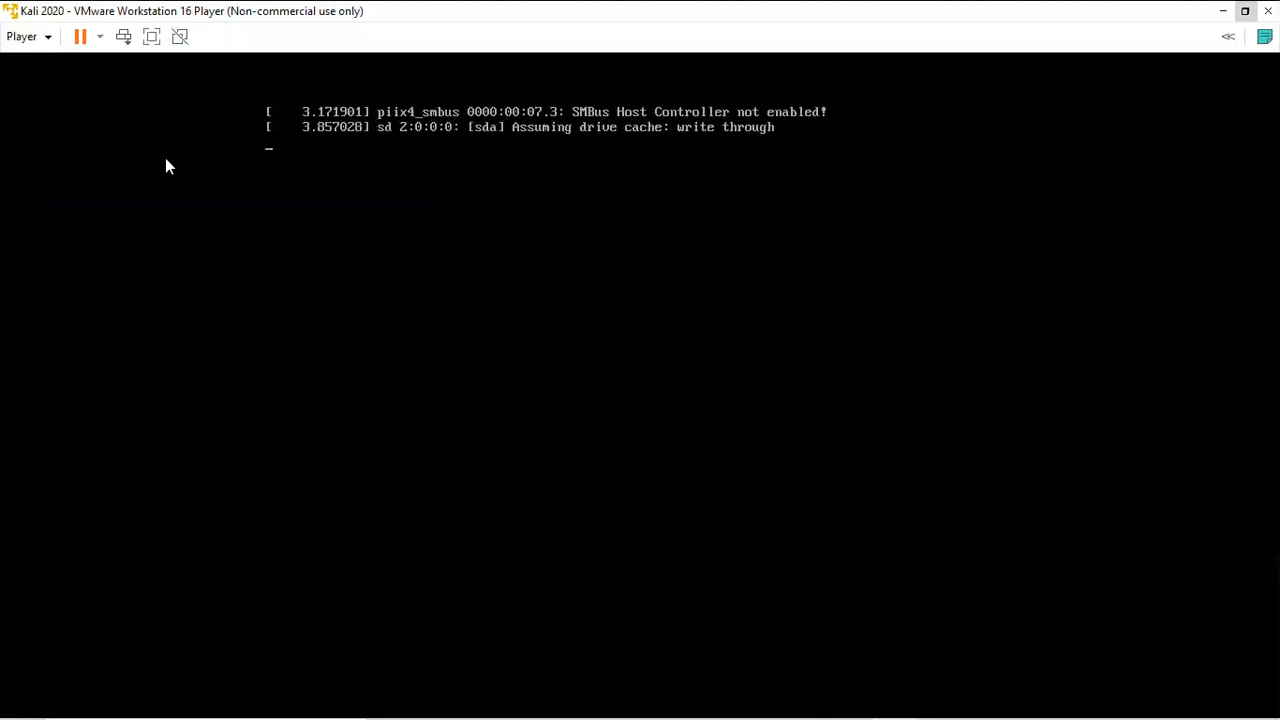 Kali 2020 - VMware Workstation 16 Player (Non-commercial use only)
Player
[    3.171901] piix4_smbus 0000:00:07.3: SMBus Host Controller not enabled!
[    3.857028] sd 2:0:0:0: [sda] Assuming drive cache: write through
_